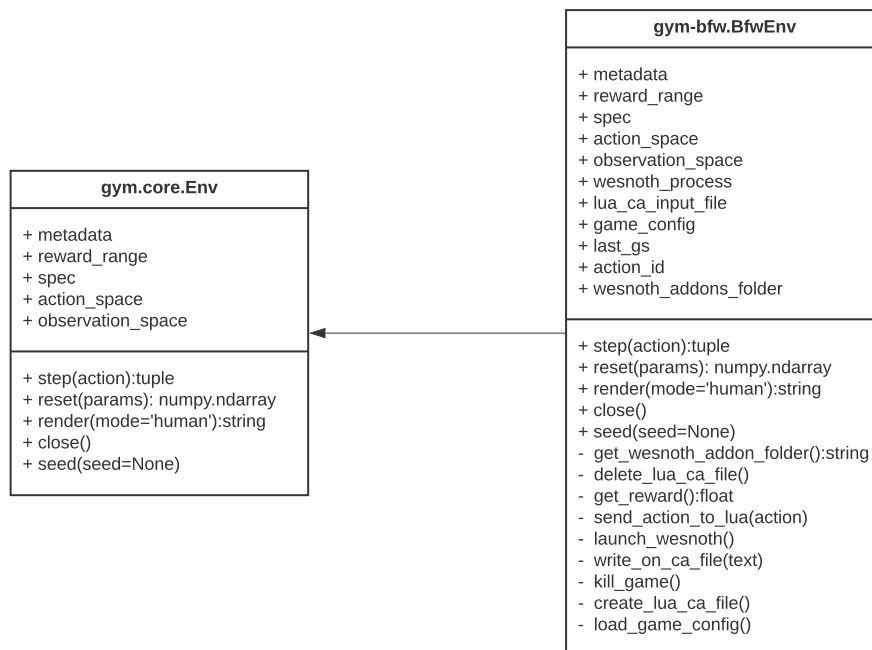 gym.core.Env
+ metadata
+ reward_range
+ spec
+ action_space
+ observation_space
+ step(action):tuple
+ reset(params): numpy.ndarray
+ render(mode='human'):string
+ close()
+ seed(seed=None)
gym-bfw.BfwEnv
+ metadata
+ reward_range
+ spec
+ action_space
+ observation_space
+ wesnoth_process
+ lua_ca_input_file
+ game_config
+ last_gs
+ action_id
+ wesnoth_addons_folder
+ step(action):tuple
+ reset(params): numpy.ndarray
+ render(mode='human'):string
+ close()
+ seed(seed=None)
- get_wesnoth_addon_folder():string
- delete_lua_ca_file()
- get_reward():float
- send_action_to_lua(action)
- launch_wesnoth()
- write_on_ca_file(text)
- kill_game()
- create_lua_ca_file()
- load_game_config()